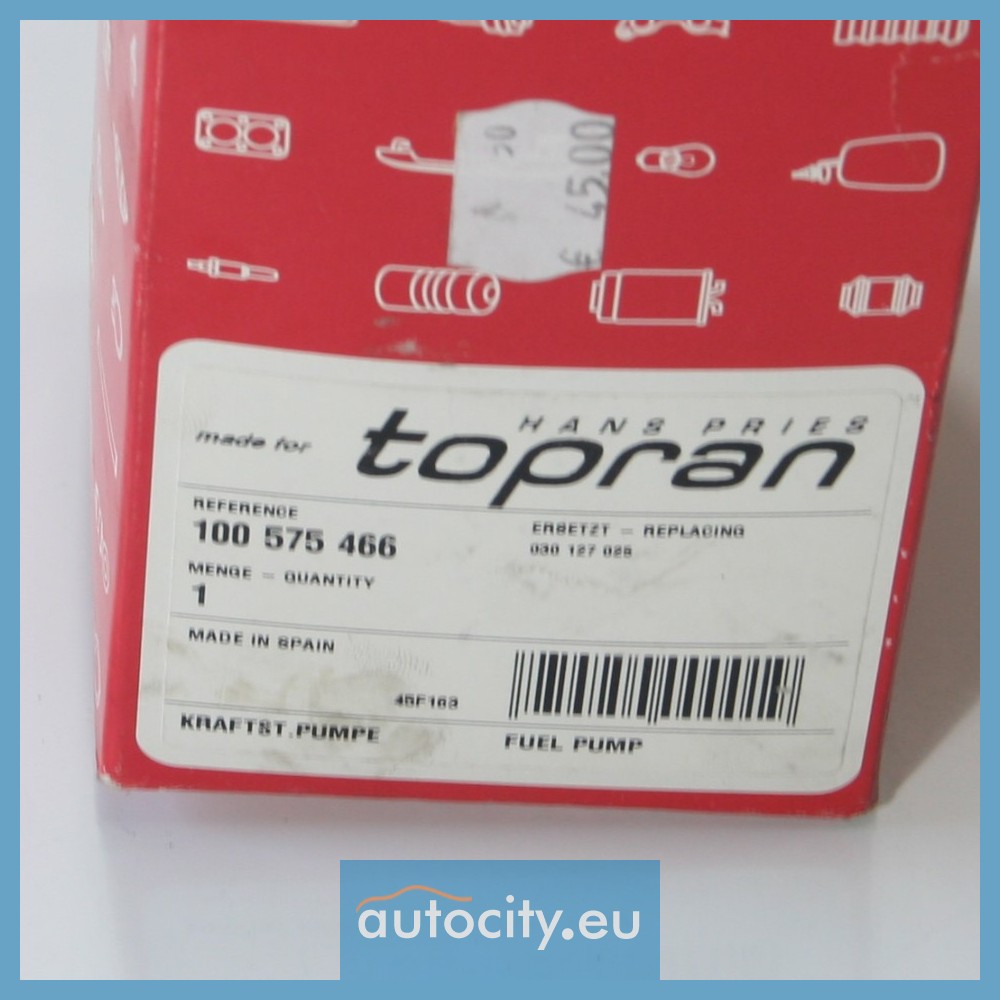 € 45.00
HANS PRIES
made for topran
REFERENCE
100 575 466
ERSETZT – REPLACING
030 127 025
MENGE – QUANTITY
1
MADE IN SPAIN
45F163
KRAFTST.PUMPE
FUEL PUMP
autocity.eu